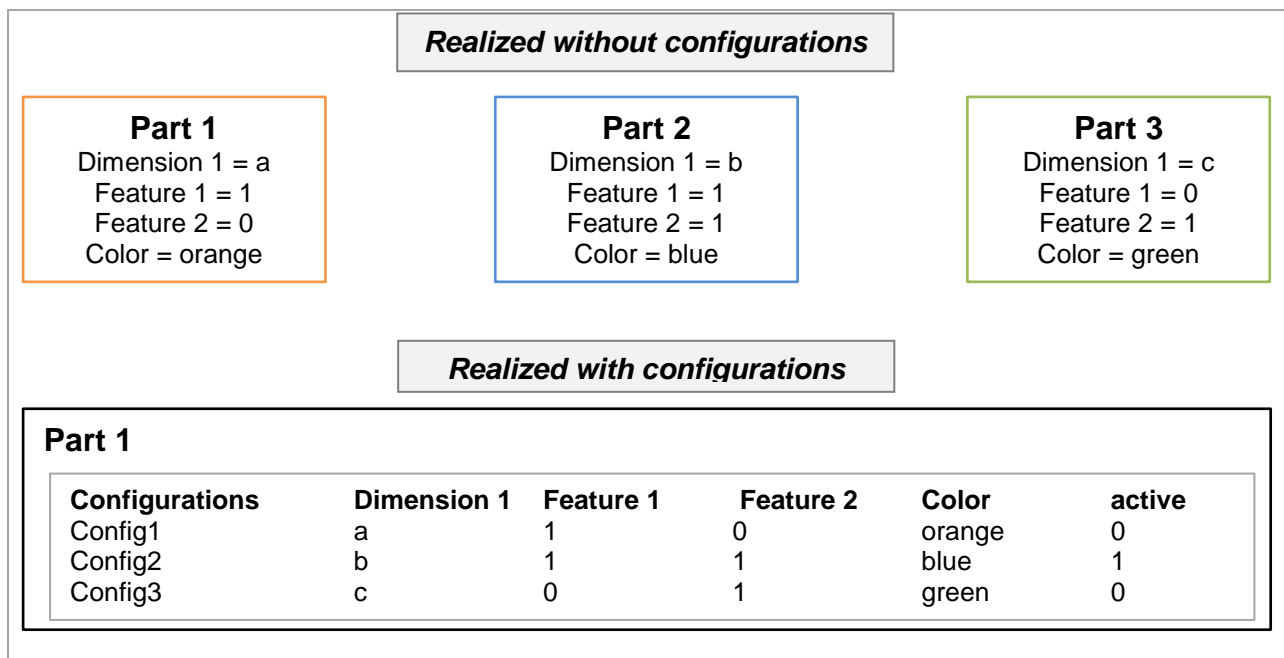 Realized without configurations
Part 1
Dimension 1 = a
Feature 1 = 1
Feature 2 = 0
Color = orange
Part 2
Dimension 1 = b
Feature 1 = 1
Feature 2 = 1
Color = blue
Part 3
Dimension 1 = c
Feature 1 = 0
Feature 2 = 1
Color = green
Realized with configurations
Part 1
Configurations Dimension 1 Feature 1 Feature 2 Color active
Config1 a 1 0 orange 0
Config2 b 1 1 blue 1
Config3 c 0 1 green 0